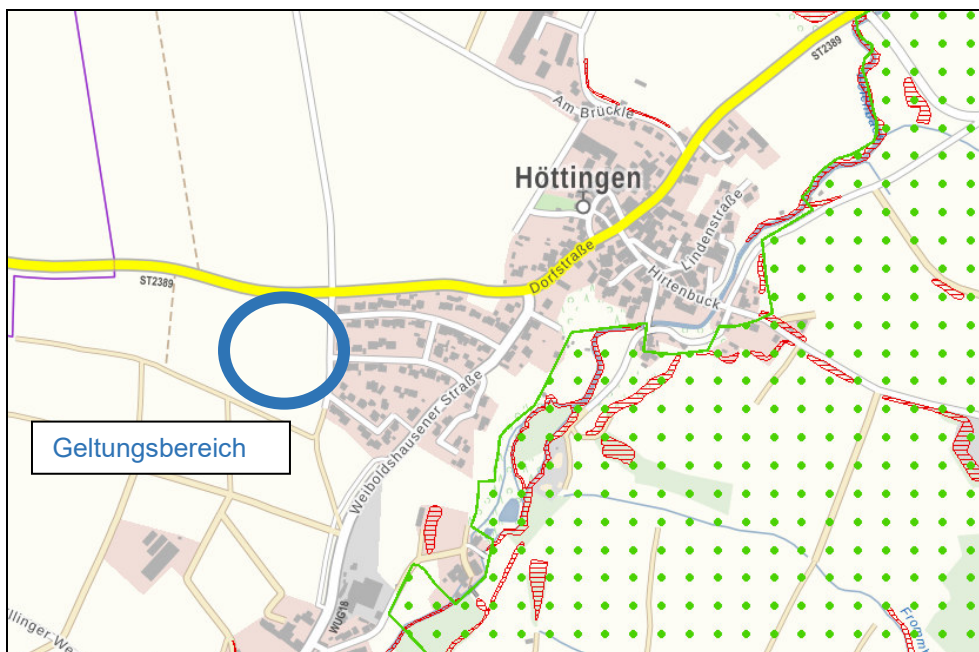 ST2389
Am Brückle
Höttingen
Lindenstraße
ST2389
Dorfstraße
Hirtenbuck
Weiboldshausener Straße
Geltungsbereich
WUG18